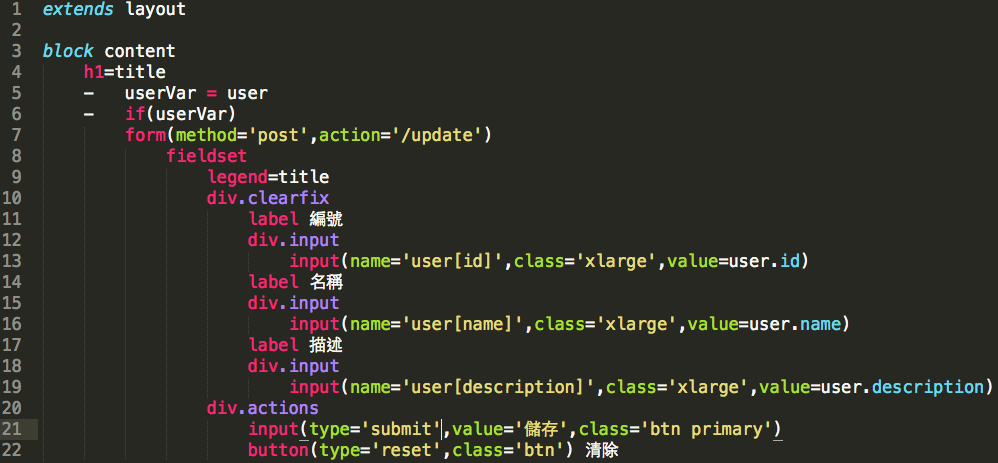 1 extends layout
2
3 block content
4     h1=title
5     -   userVar = user
6     -   if(userVar)
7         form(method='post',action='/update')
8             fieldset
9                 legend=title
10                 div.clearfix
11                     label 編號
12                     div.input
13                         input(name='user[id]',class='xlarge',value=user.id)
14                     label 名稱
15                     div.input
16                         input(name='user[name]',class='xlarge',value=user.name)
17                     label 描述
18                     div.input
19                         input(name='user[description]',class='xlarge',value=user.description)
20                 div.actions
21                     input(type='submit',value='儲存',class='btn primary')
22                     button(type='reset',class='btn') 清除